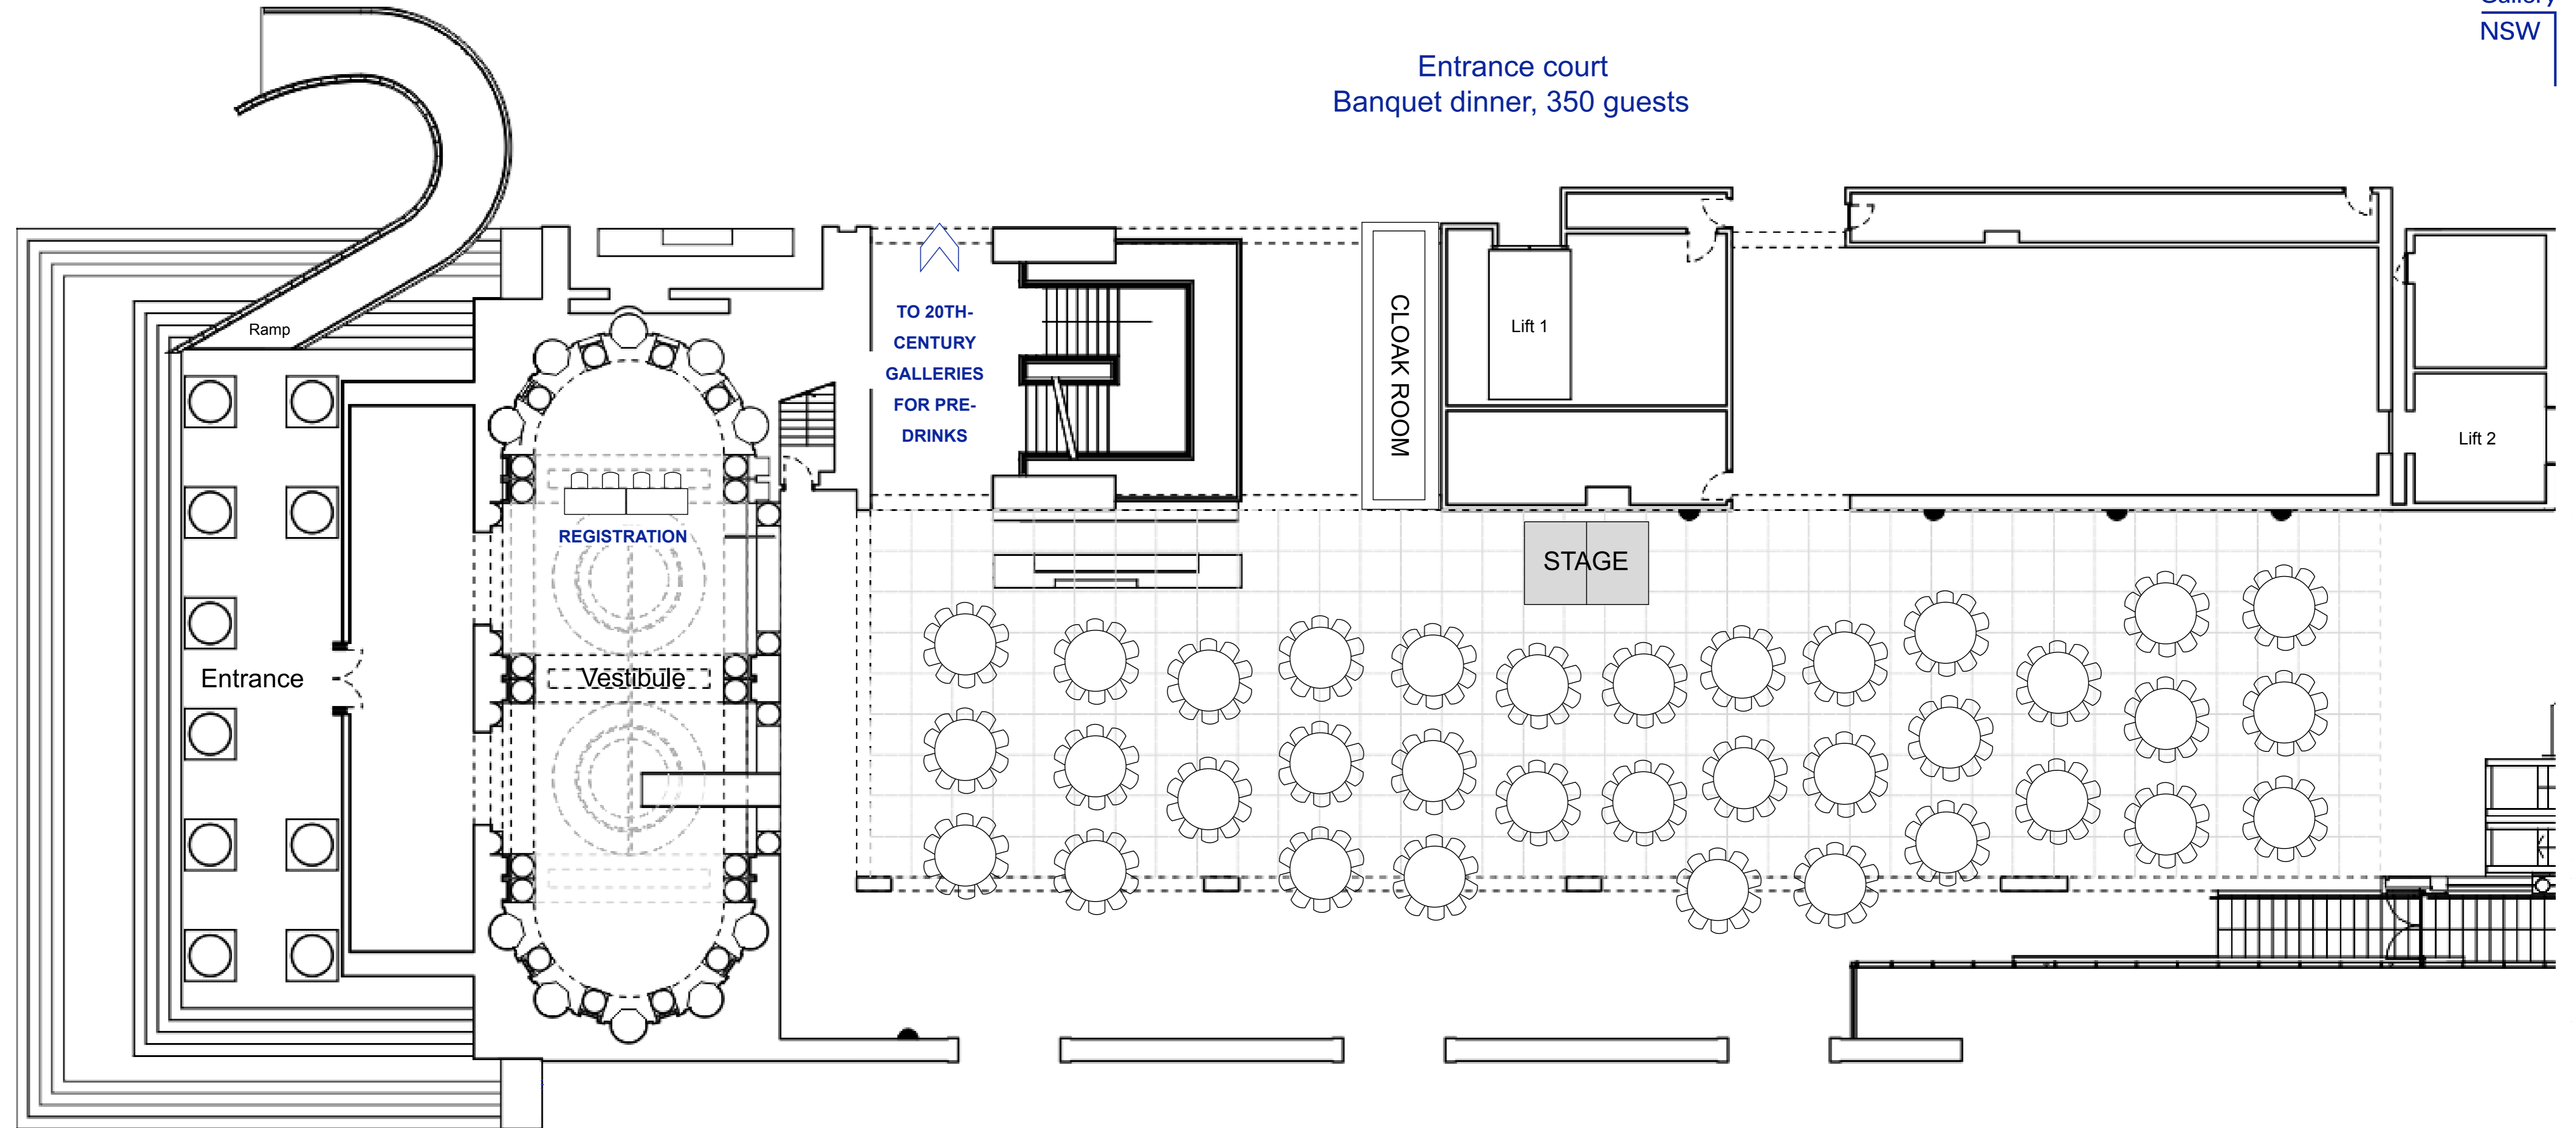 Gallery
NSW
Entrance court
Banquet dinner, 350 guests
Ramp
TO 20TH-
CENTURY
GALLERIES
FOR PRE-
DRINKS
CLOAK ROOM
Lift 1
Lift 2
REGISTRATION
STAGE
Entrance
Vestibule